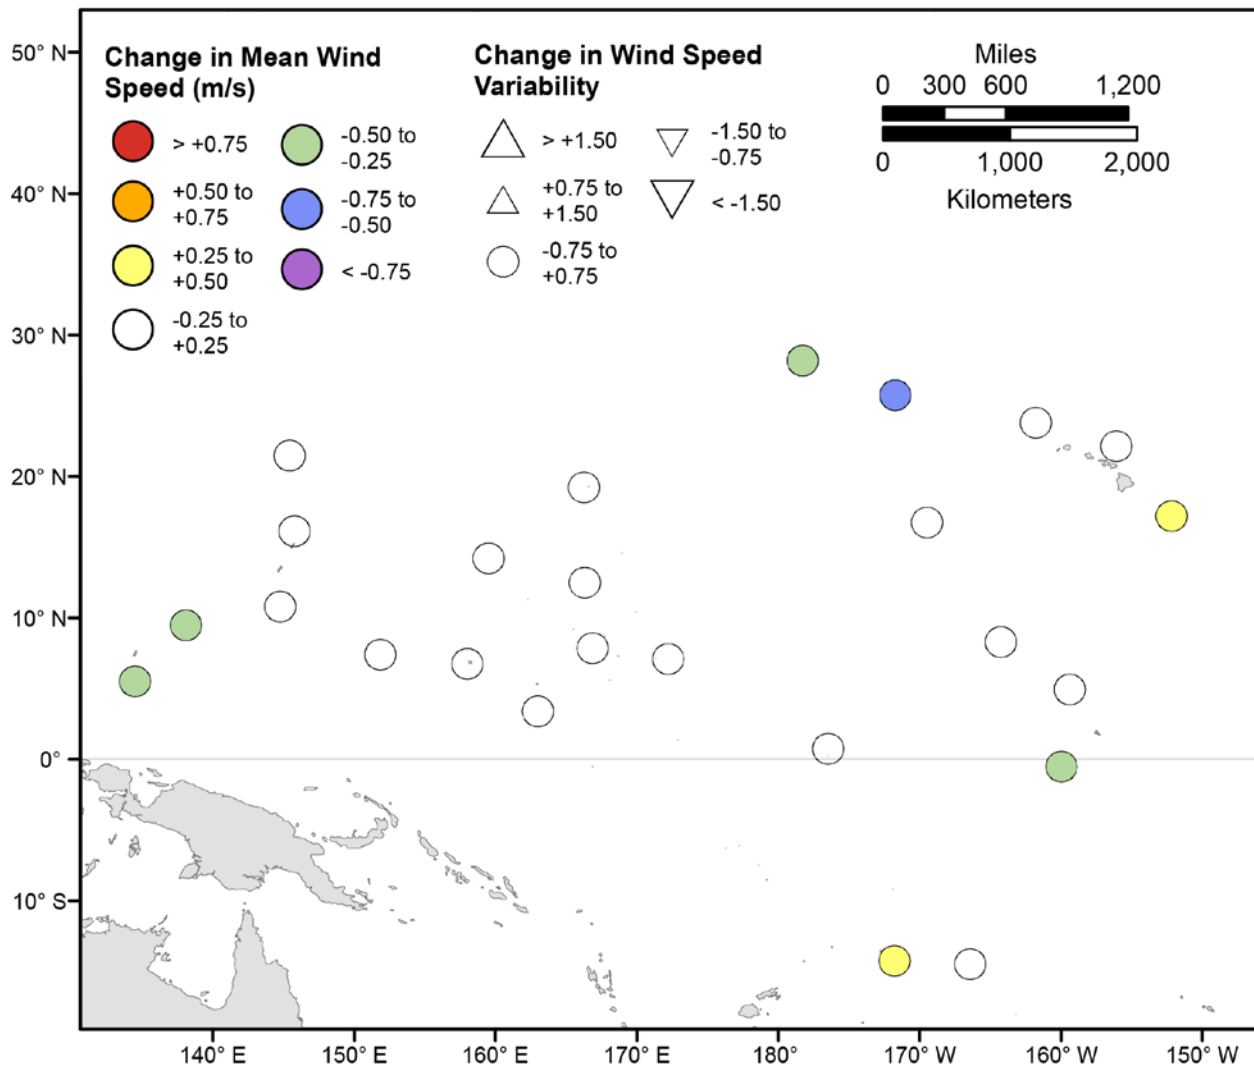 Change in Mean Wind
Speed (m/s)
> +0.75
+0.50 to
+0.75
+0.25 to
+0.50
-0.25 to
+0.25
-0.50 to
-0.25
-0.75 to
-0.50
< -0.75
Change in Wind Speed
Variability
> +1.50
+0.75 to
+1.50
-0.75 to
+0.75
-1.50 to
-0.75
< -1.50
Miles
0 300 600 1,200
0 1,000 2,000
Kilometers
50° N
40° N
30° N
20° N
10° N
0°
10° S
140° E 150° E 160° E 170° E 180° 170° W 160° W 150° W